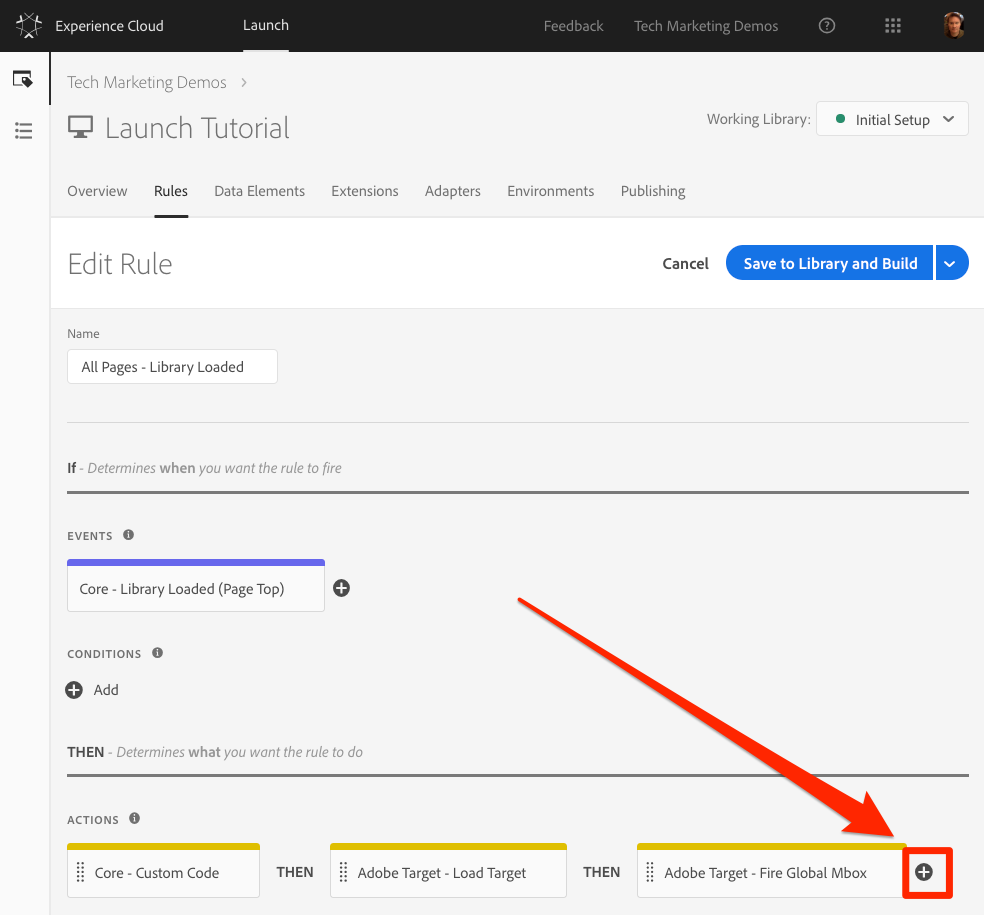 Experience Cloud Launch Feedback Tech Marketing Demos
Tech Marketing Demos
Launch Tutorial
Working Library: Initial Setup
Overview Rules Data Elements Extensions Adapters Environments Publishing
Edit Rule
Cancel Save to Library and Build
Name
All Pages - Library Loaded
If - Determines when you want the rule to fire
EVENTS
Core - Library Loaded (Page Top)
CONDITIONS
Add
THEN - Determines what you want the rule to do
ACTIONS
Core - Custom Code THEN Adobe Target - Load Target THEN Adobe Target - Fire Global Mbox